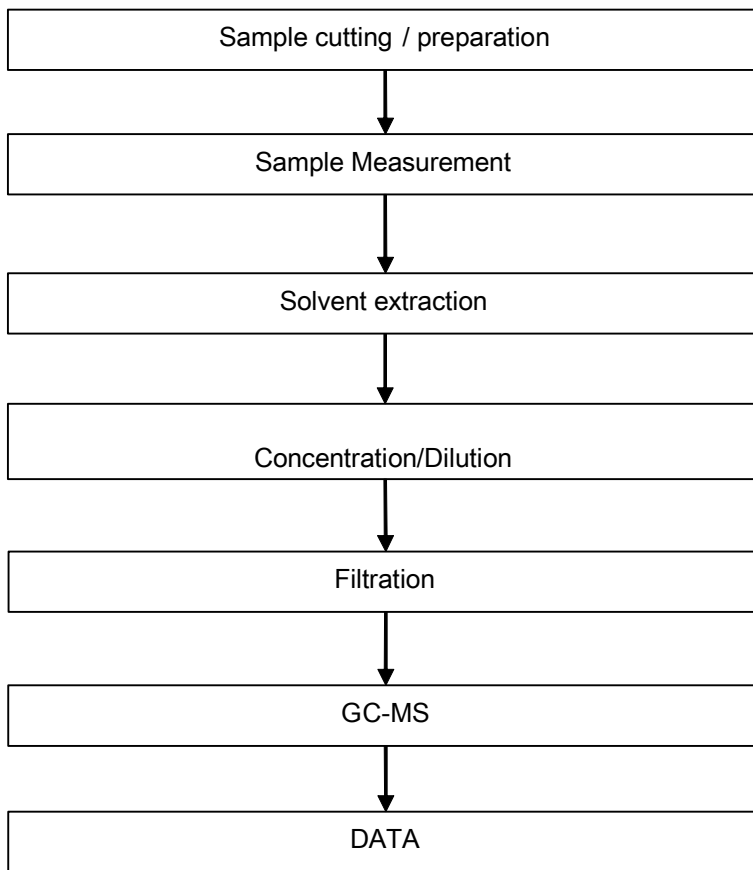 Sample cutting / preparation
Sample Measurement
Solvent extraction
Concentration/Dilution
Filtration
GC-MS
DATA